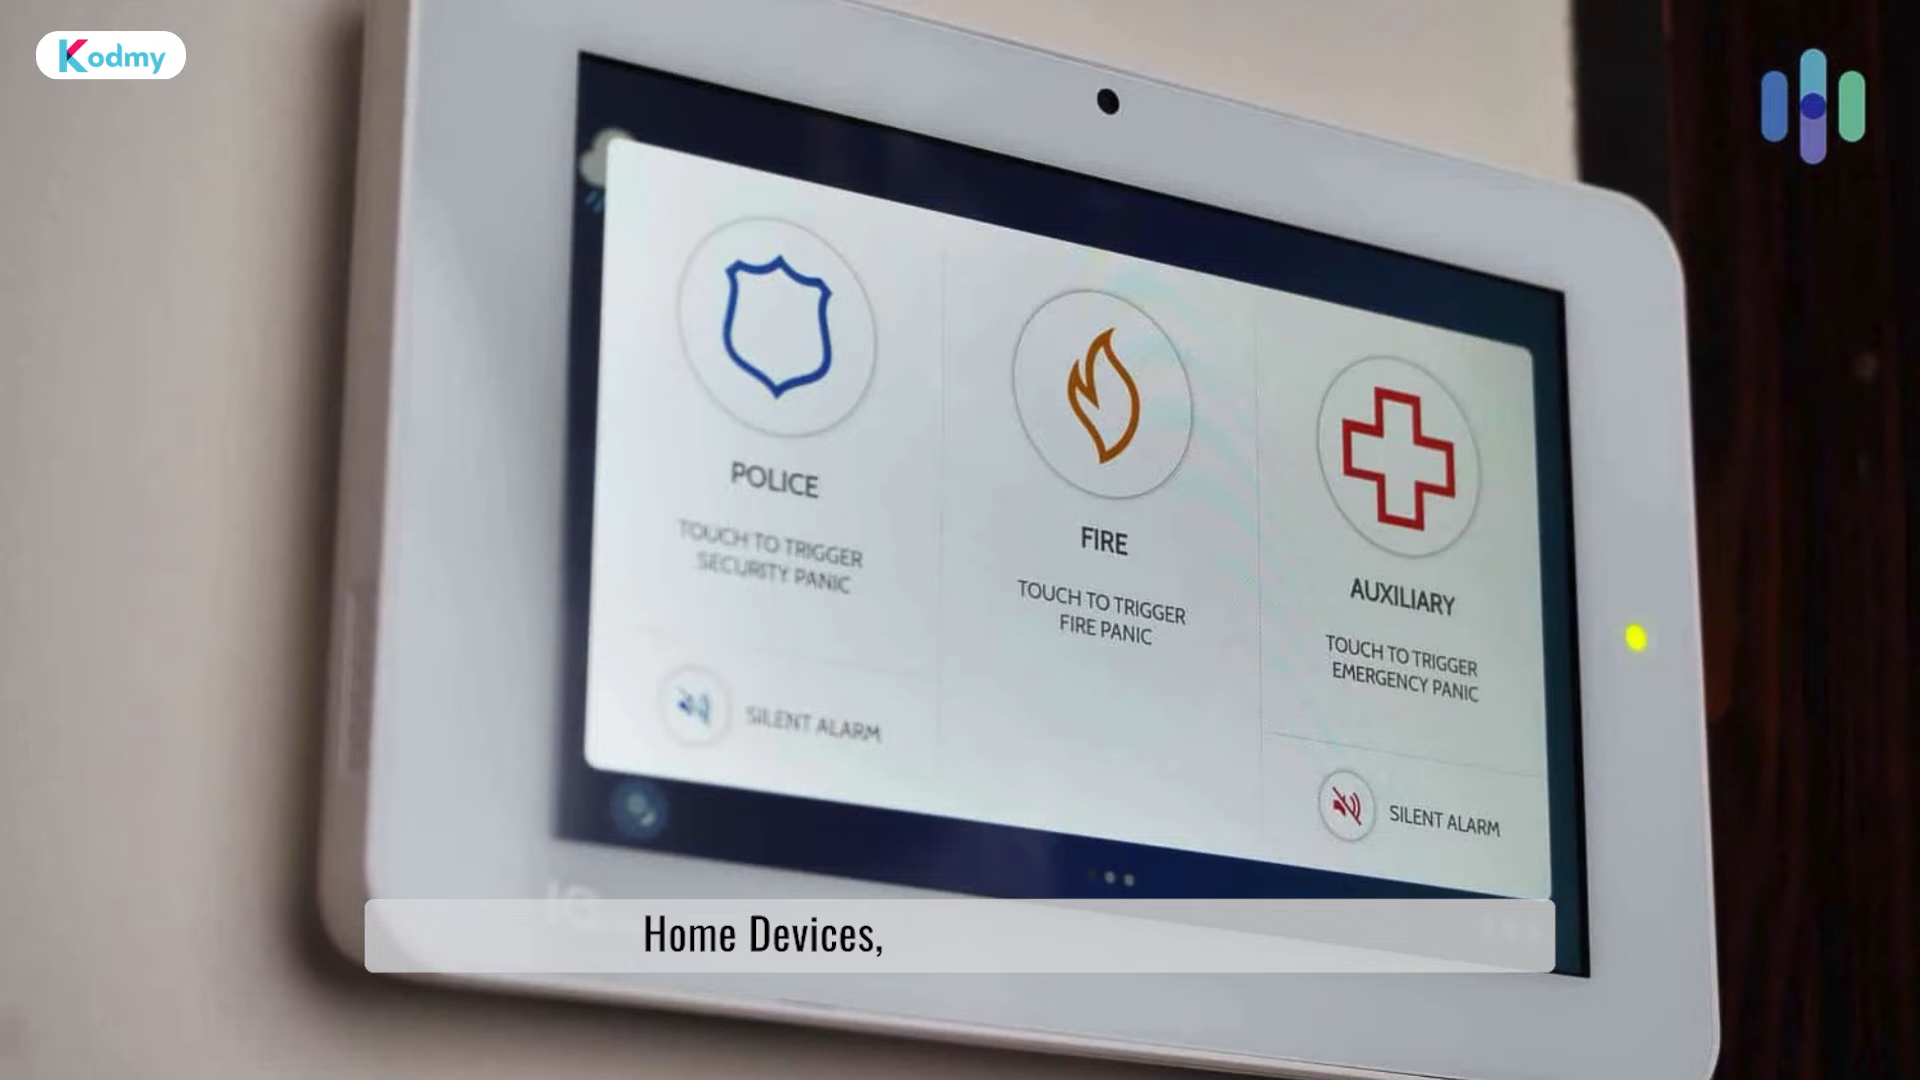 Kodmy
POLICE
TOUCH TO TRIGGER
SECURITY PANIC
SILENT ALARM
FIRE
TOUCH TO TRIGGER
FIRE PANIC
AUXILIARY
TOUCH TO TRIGGER
EMERGENCY PANIC
SILENT ALARM
IQ
Home Devices,